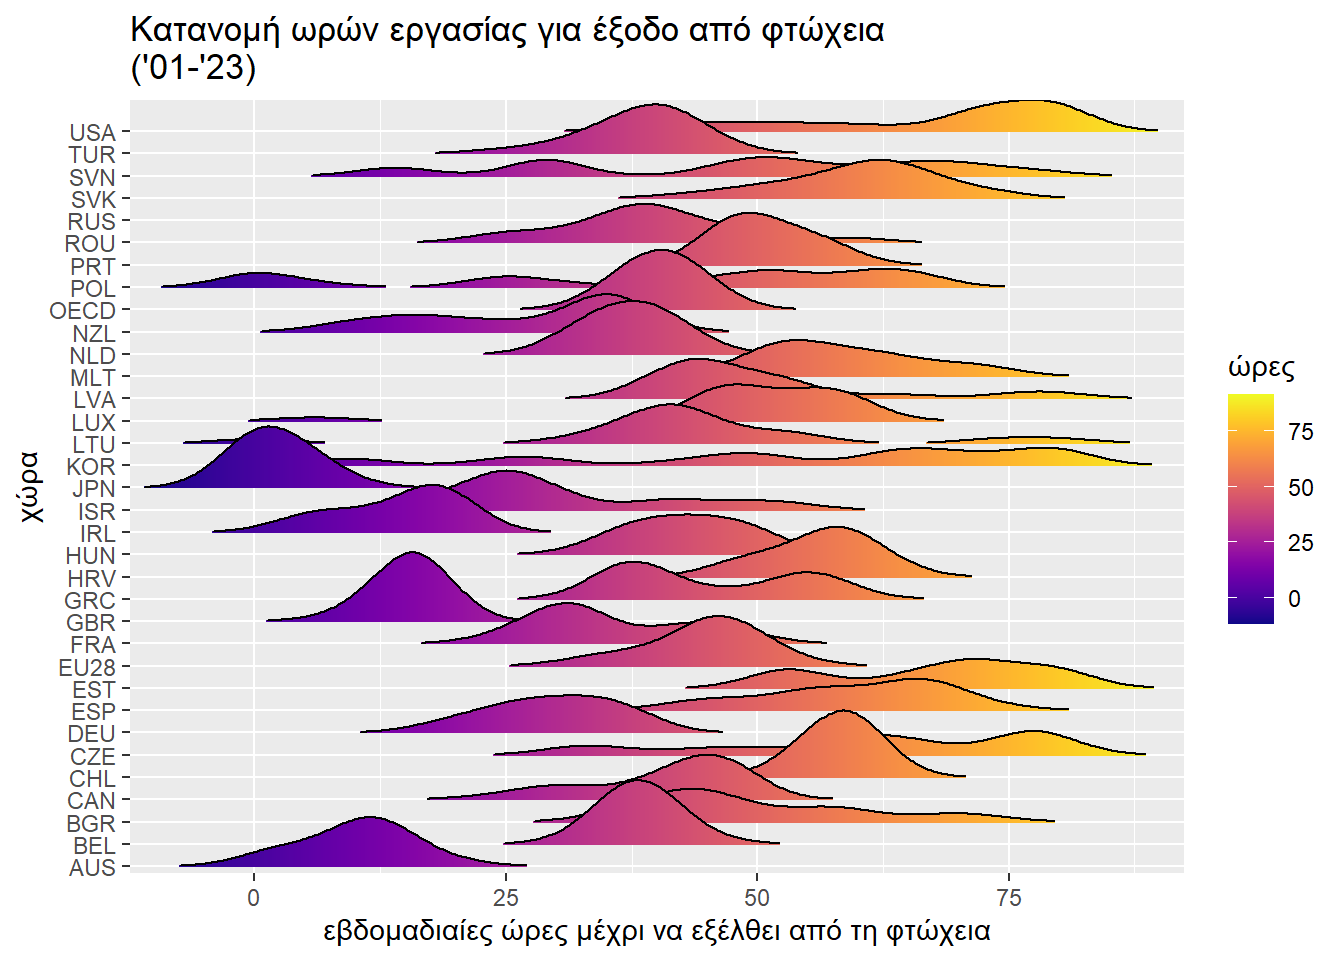 Κατανομή ωρών εργασίας για έξοδο από φτώχεια
('01-'23)
USA
TUR
SVN
SVK
RUS
ROU
PRT
POL
OECD
NZL
NLD
MLT
LVA
LUX
LTU
KOR
JPN
ISR
IRL
HUN
HRV
GRC
GBR
FRA
EU28
EST
ESP
DEU
CZE
CHL
CAN
BGR
BEL
AUS
χώρα
0 25 50 75
εβδομαδιαίες ώρες μέχρι να εξέλθει από τη φτώχεια
ώρες
75
50
25
0